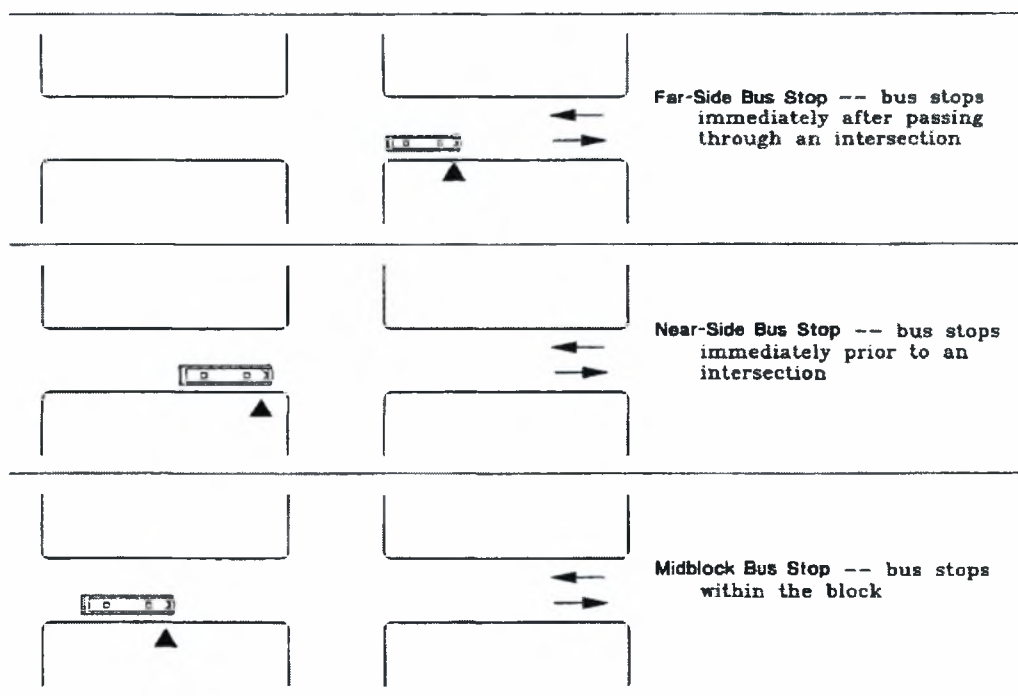 Far-Side Bus Stop -- bus stops
immediately after passing
through an intersection
Near-Side Bus Stop -- bus stops
immediately prior to an
intersection
Midblock Bus Stop -- bus stops
within the block